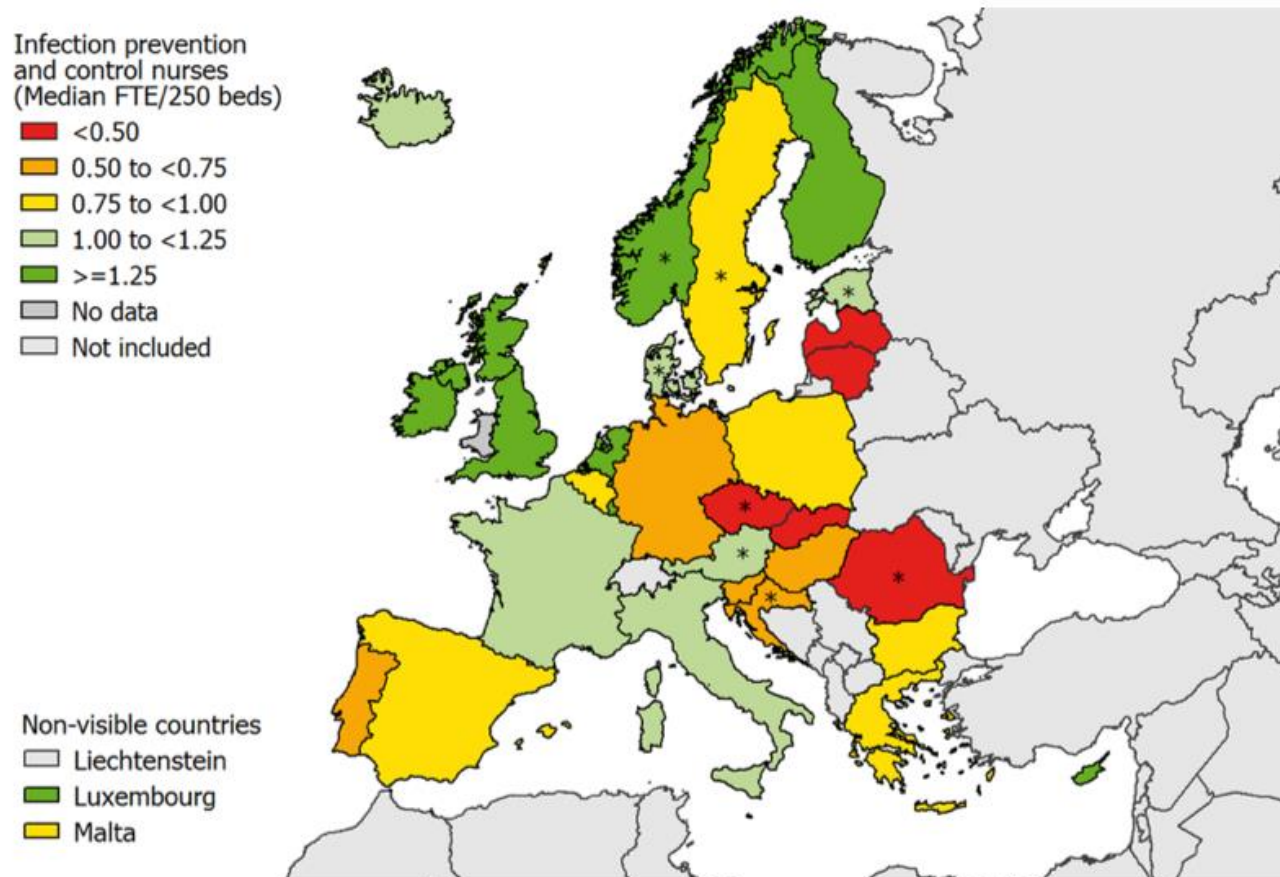 Infection prevention
and control nurses
(Median FTE/250 beds)
<0.50
0.50 to <0.75
0.75 to <1.00
1.00 to <1.25
>=1.25
No data
Not included
Non-visible countries
Liechtenstein
Luxembourg
Malta